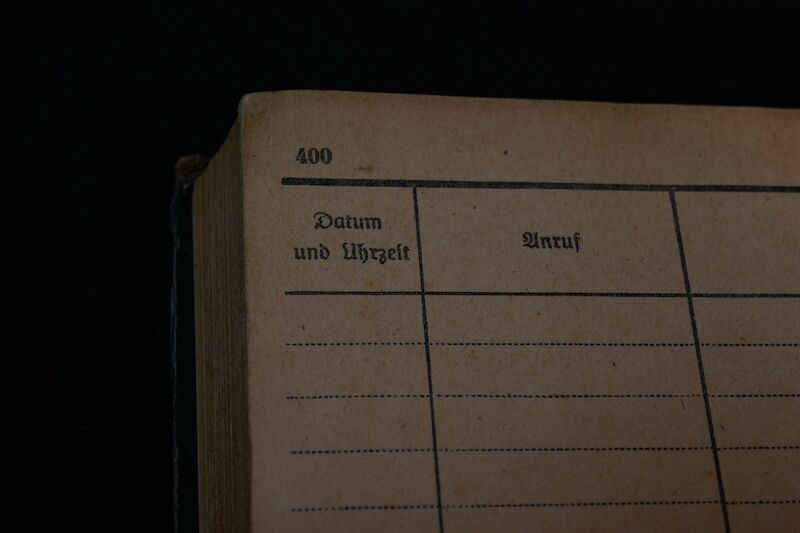 400
Datum
und Uhrzeit
Anruf